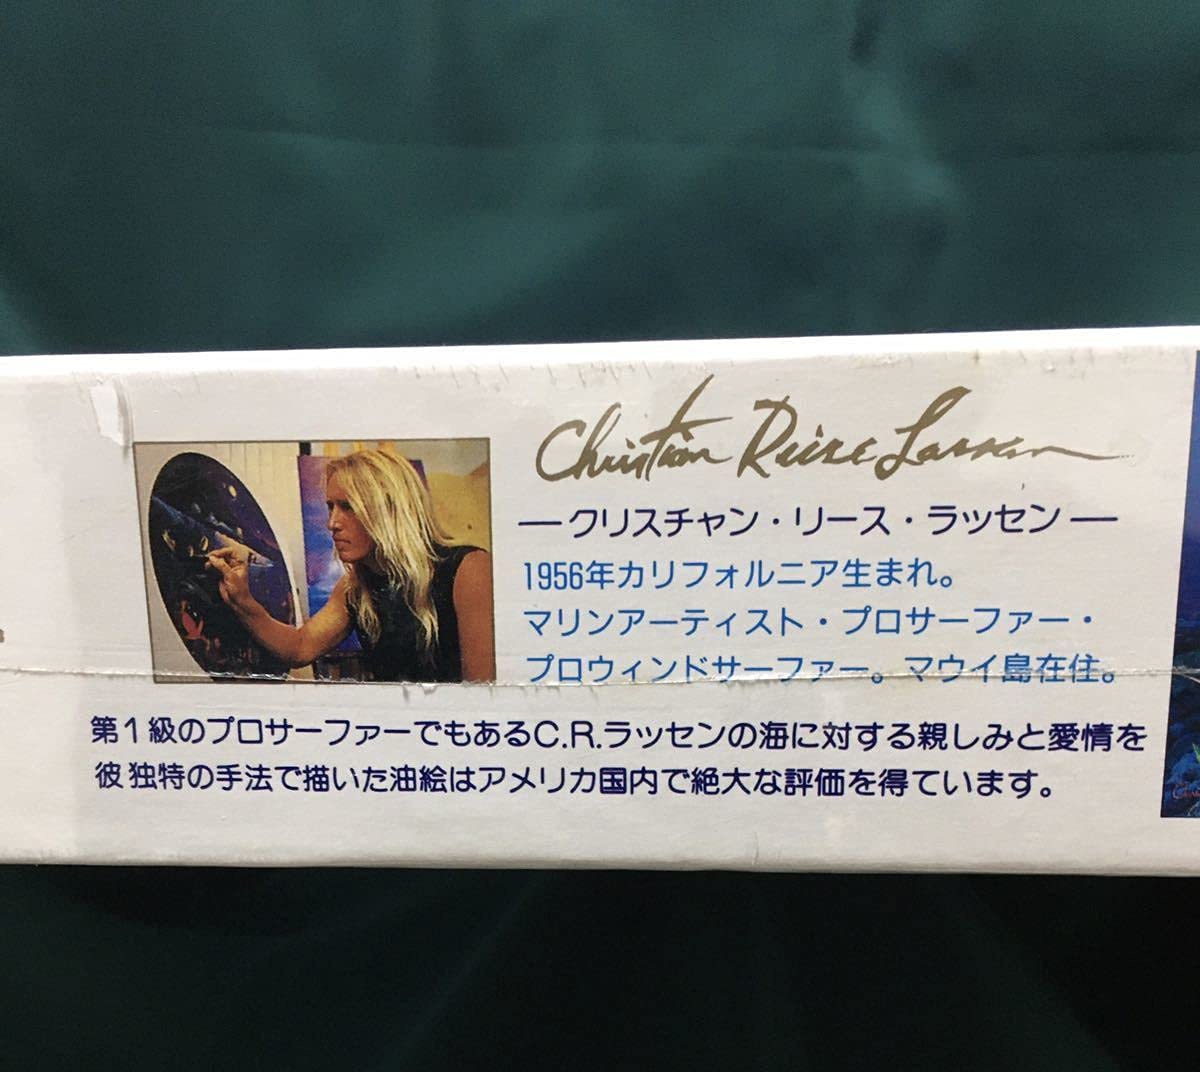 Christian Riese Lassen
—クリスチャン・リース・ラッセン—
1956年カリフォルニア生まれ。
マリンアーティスト・プロサーファー・
プロウィンドサーファー。マウイ島在住。
第1級のプロサーファーでもあるC.R.ラッセンの海に対する親しみと愛情を
彼独特の手法で描いた油絵はアメリカ国内で絶大な評価を得ています。